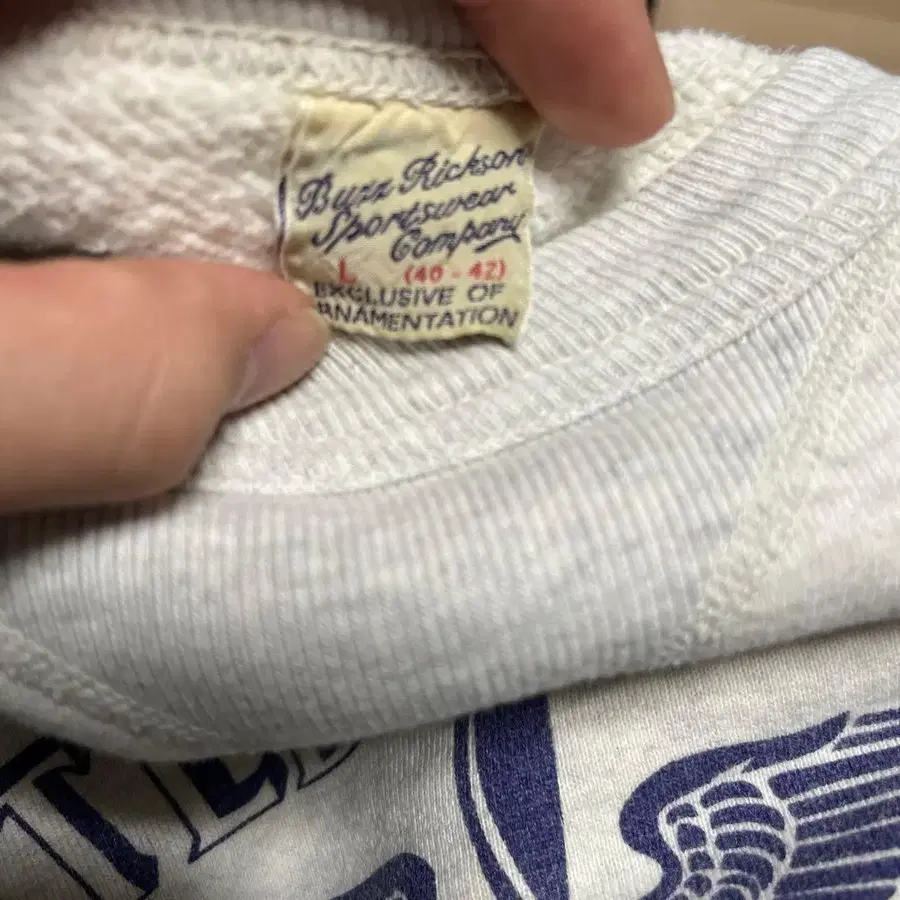 Buzz Rickson
Sportswear
Company
L (40 - 42)
EXCLUSIVE OF
RNAMENTATION